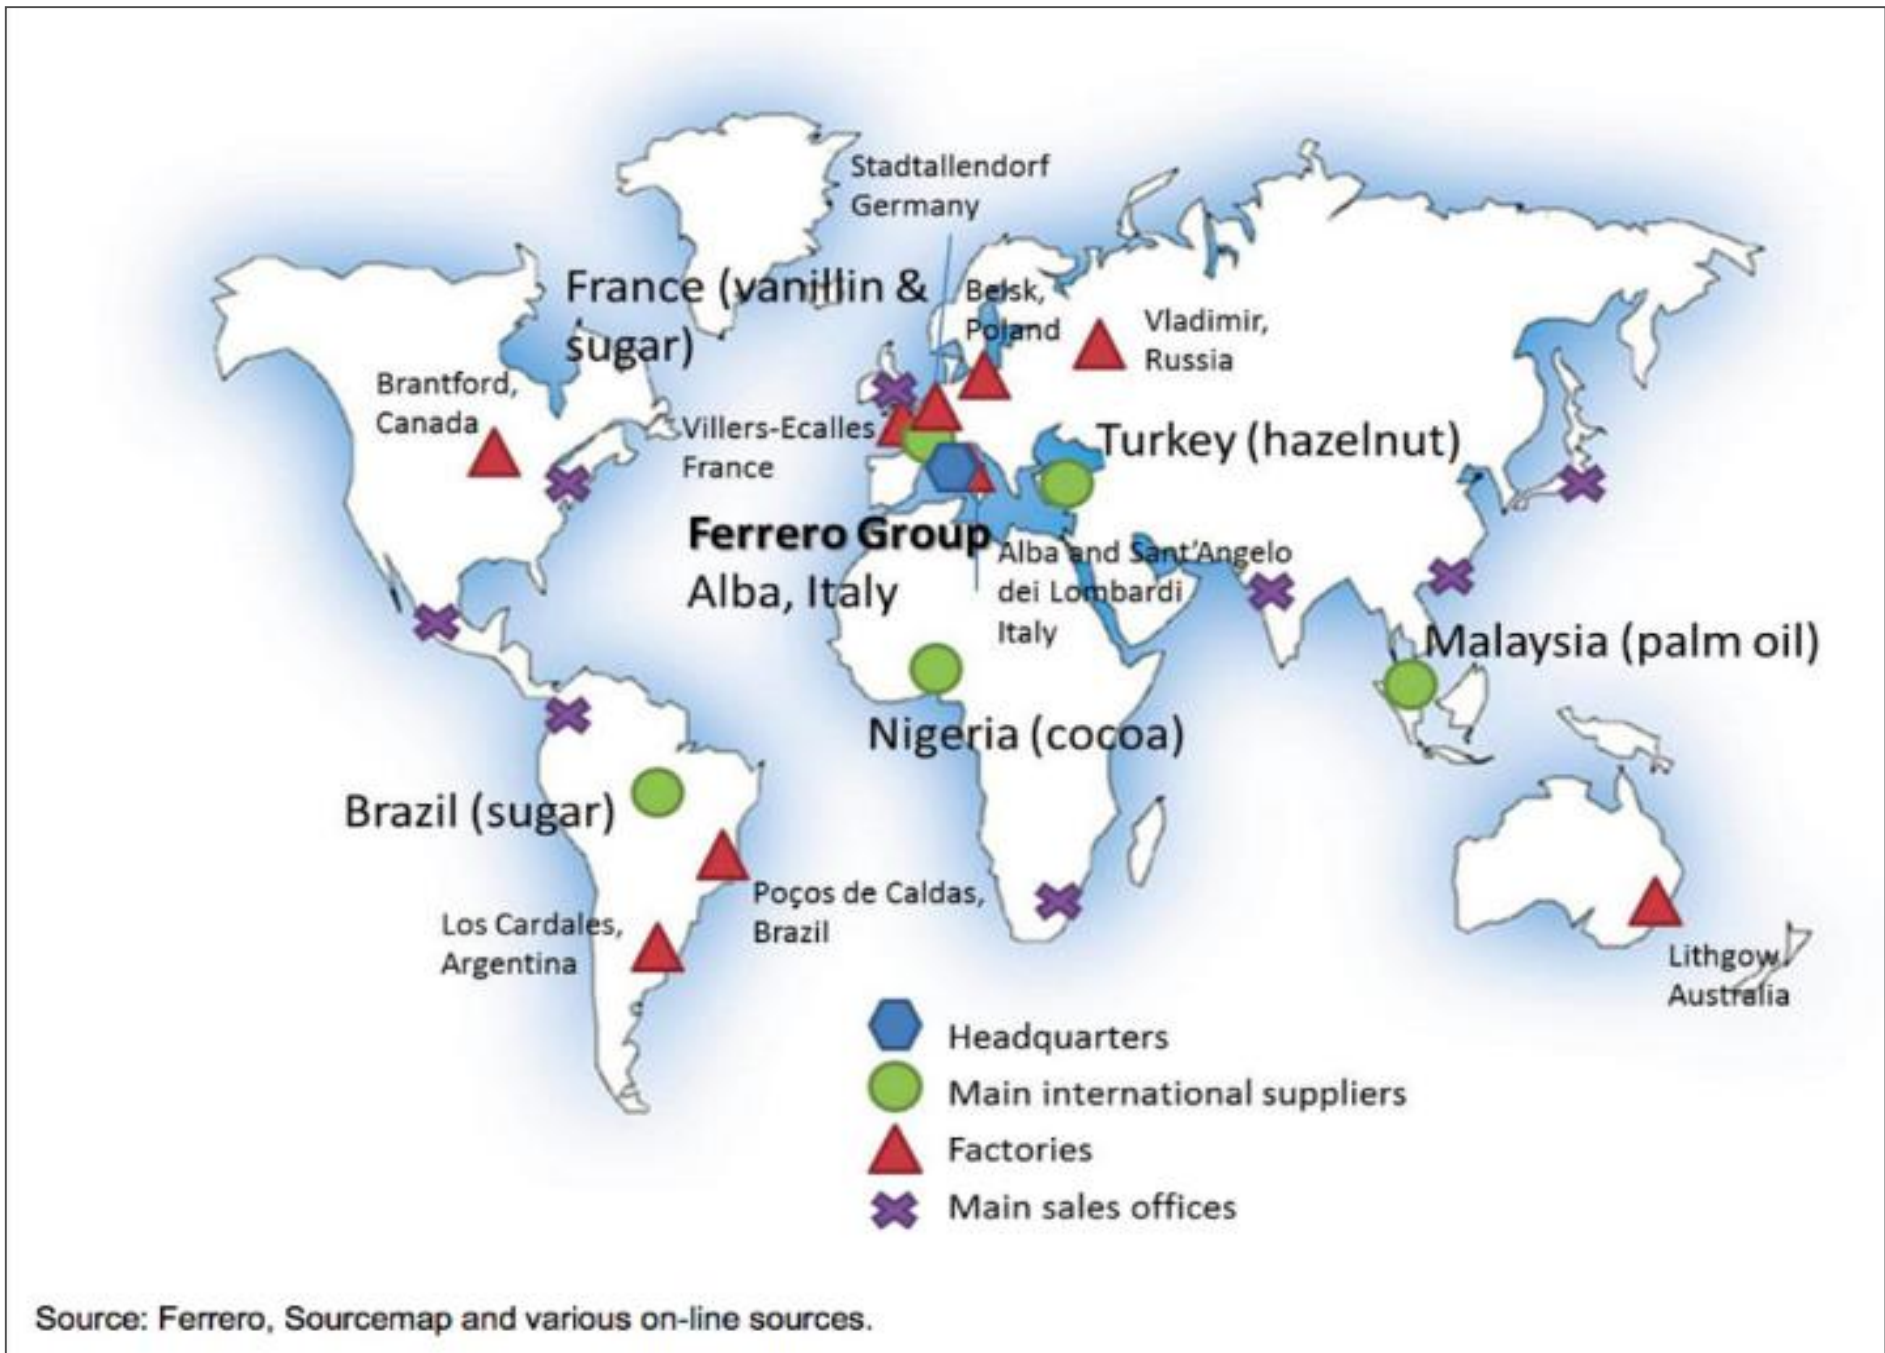 Stadtallendorf
Germany
France (vanillin &
sugar)
Belsk,
Poland
Vladimir,
Russia
Brantford,
Canada
Villers-Ecalles
France
Turkey (hazelnut)
Ferrero Group
Alba, Italy
Alba and Sant'Angelo
dei Lombardi
Italy
Malaysia (palm oil)
Nigeria (cocoa)
Brazil (sugar)
Poços de Caldas,
Brazil
Los Cardales,
Argentina
Lithgow,
Australia
Headquarters
Main international suppliers
Factories
Main sales offices
Source: Ferrero, Sourcemap and various on-line sources.